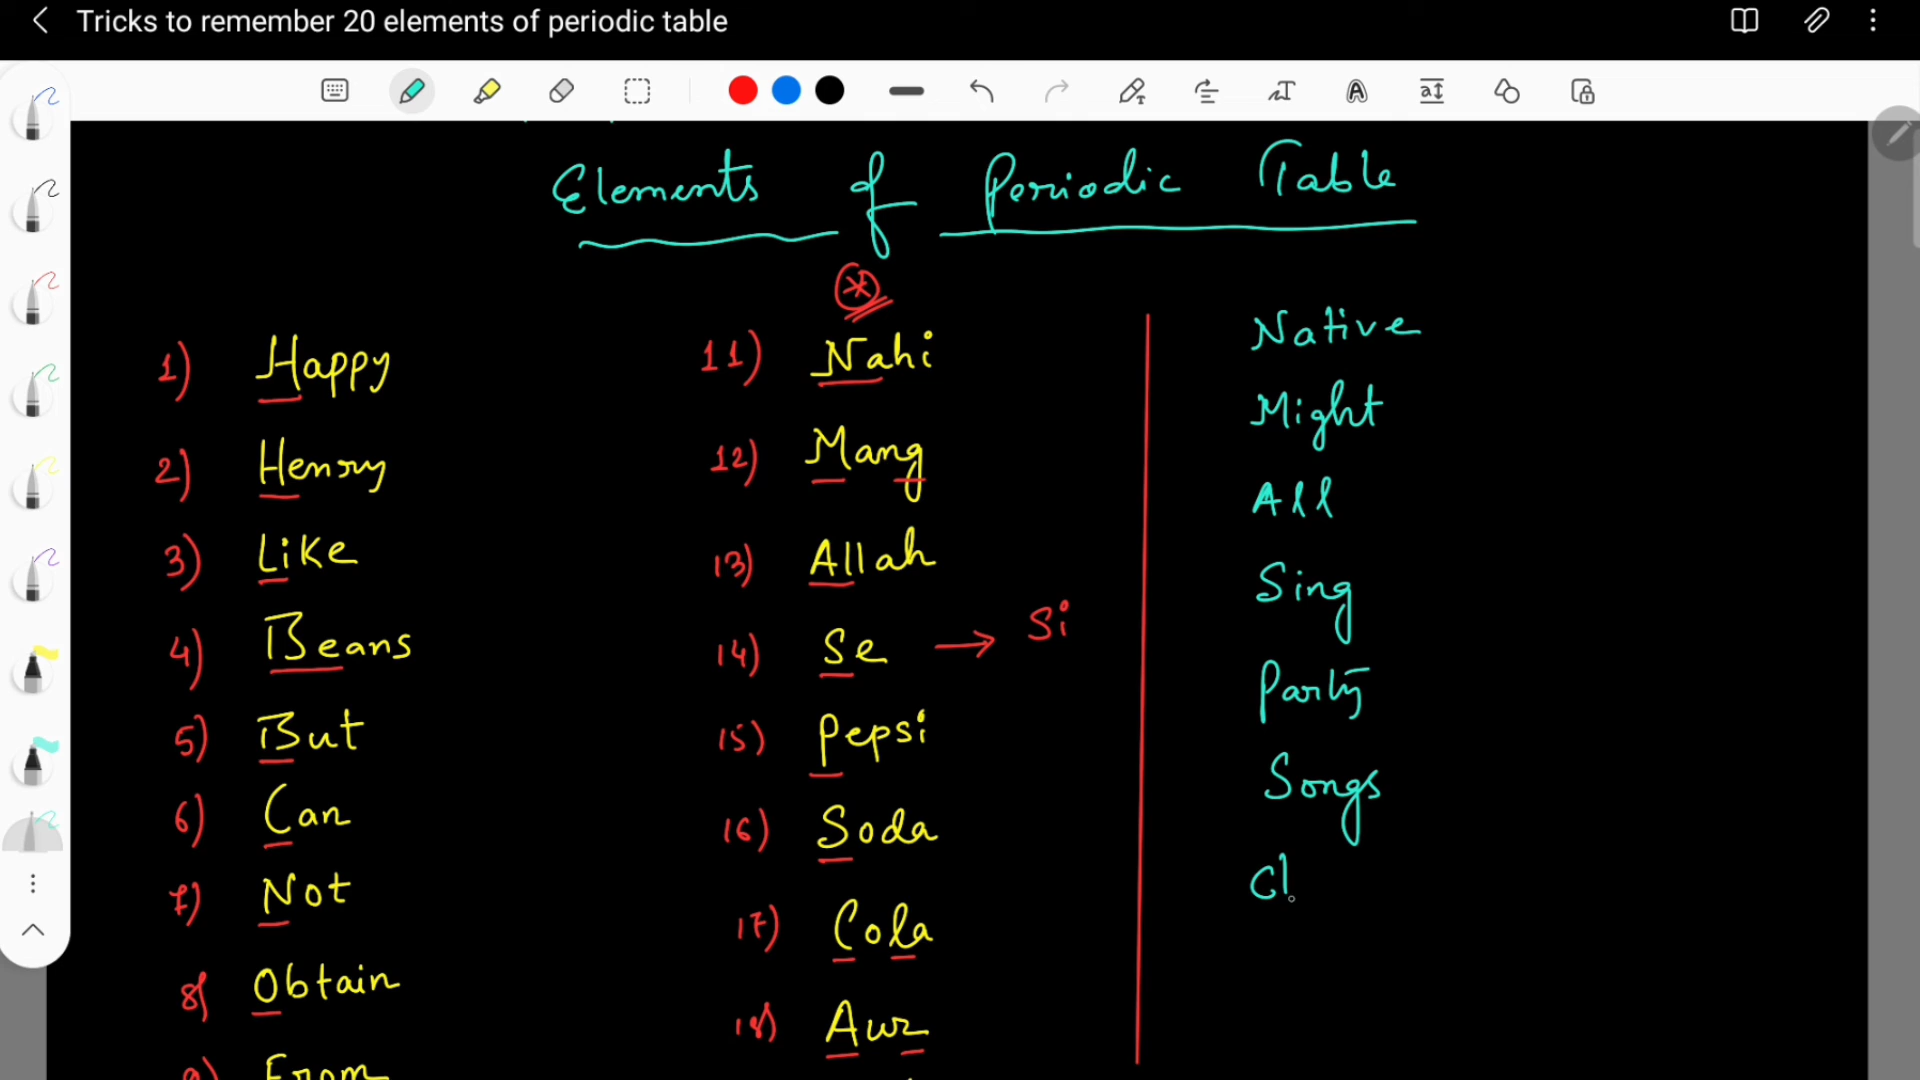 Tricks to remember 20 elements of periodic table
Elements of Periodic Table
1) Happy
2) Henry
3) Like
4) Beans
5) But
6) Can
7) Not
8) Obtain
9) From
11) Nahi
12) Mang
13) Allah
14) Se → Si
15) Pepsi
16) Soda
17) Cola
18) Aur
Native
Might
All
Sing
Party
Songs
Cl